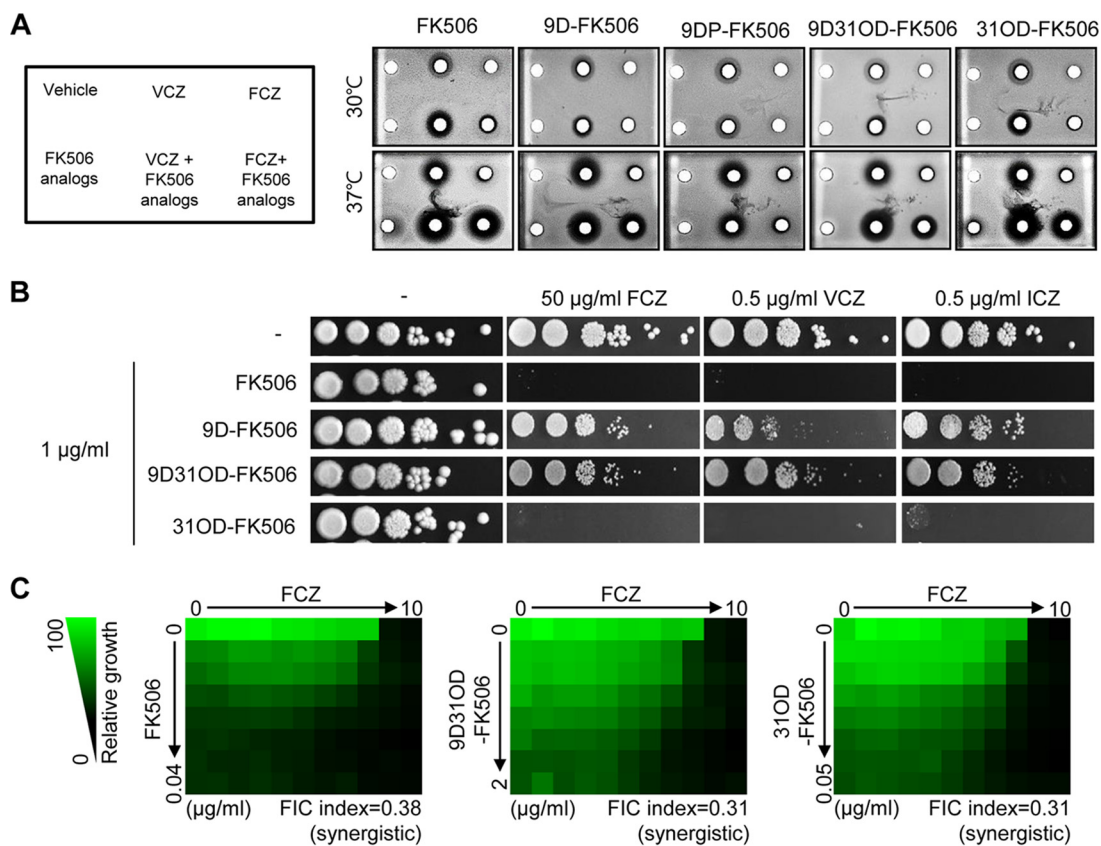 A
FK506 9D-FK506 9DP-FK506 9D31OD-FK506 31OD-FK506
Vehicle VCZ FCZ
FK506 analogs
VCZ + FK506 analogs
FCZ+ FK506 analogs
30°C
37°C
B
- 50 µg/ml FCZ 0.5 µg/ml VCZ 0.5 µg/ml ICZ
-
FK506
9D-FK506
1 µg/ml
9D31OD-FK506
31OD-FK506
C
100
Relative growth
0
FCZ
0 10
0
FK506
0.04
(µg/ml) FIC index=0.38
(synergistic)
FCZ
0 10
0
9D31OD
-FK506
2
(µg/ml) FIC index=0.31
(synergistic)
FCZ
0 10
0
31OD
-FK506
0.05
(µg/ml) FIC index=0.31
(synergistic)